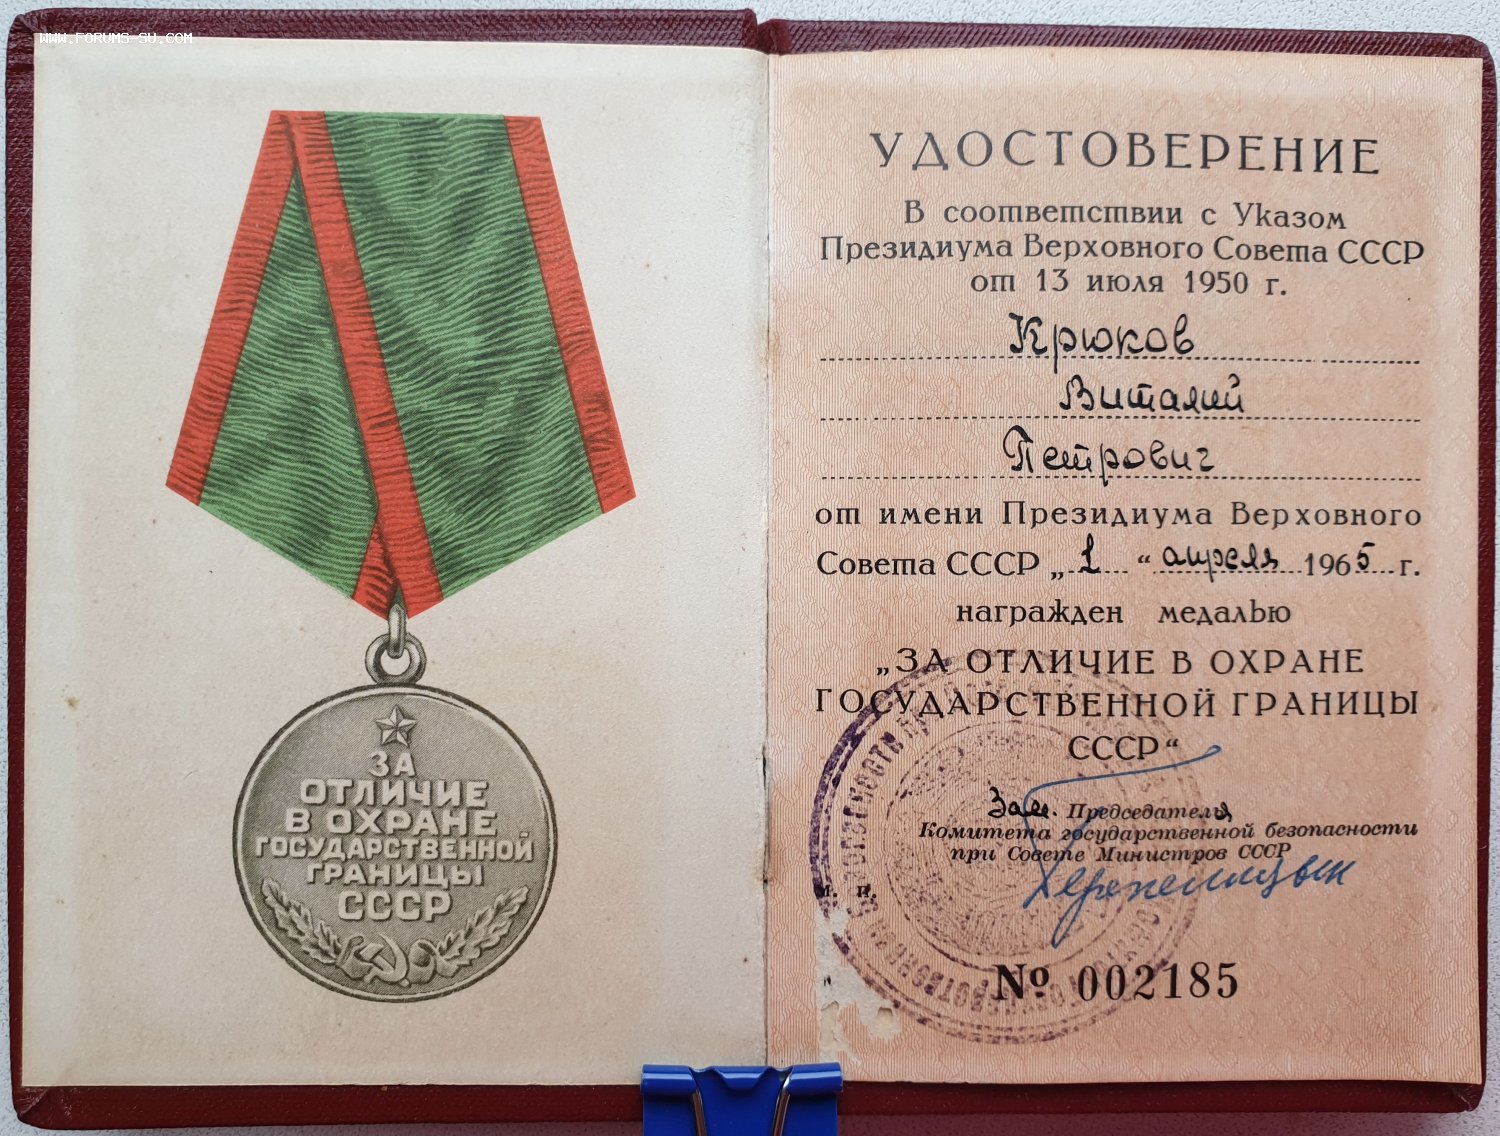 WWW.FORUMS-SU.COM
ЗА
ОТЛИЧИЕ
В ОХРАНЕ
ГОСУДАРСТВЕННОЙ
ГРАНИЦЫ
СССР
УДОСТОВЕРЕНИЕ
В соответствии с Указом
Президиума Верховного Совета СССР
от 13 июля 1950 г.
Крюков
Виталий
Петрович
от имени Президиума Верховного
Совета СССР „1“ апреля 1965 г.
награжден медалью
„ЗА ОТЛИЧИЕ В ОХРАНЕ
ГОСУДАРСТВЕННОЙ ГРАНИЦЫ
СССР“
Зам. Председателя
Комитета государственной безопасности
при Совете Министров СССР
м. п.
№ 002185